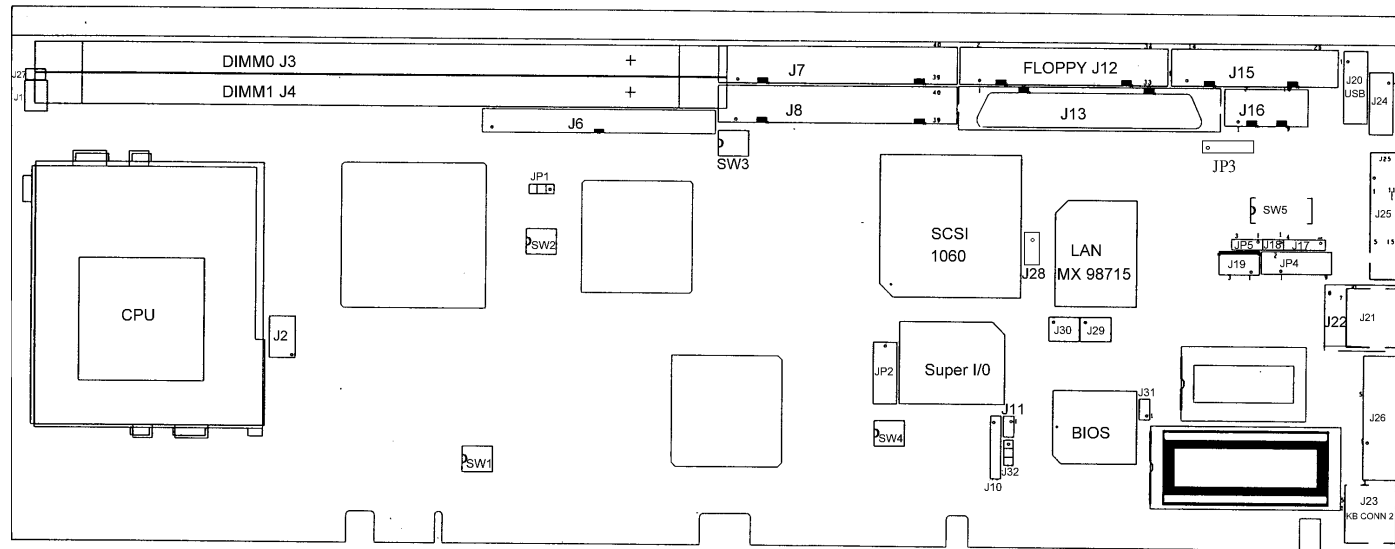 DIMM0 J3
DIMM1 J4
J27
J1
J7
J8
J6
FLOPPY J12
J13
J15
J16
J20
USB
J24
SW3
JP3
JP1
SW2
SCSI
1060
J28
LAN
MX 98715
SW5
J25
J25
JP5
J18
J17
J19
JP4
CPU
J2
J30
J29
J22
J21
JP2
Super I/0
J11
J31
J26
SW4
BIOS
SW1
J32
J10
J23
KB CONN 2